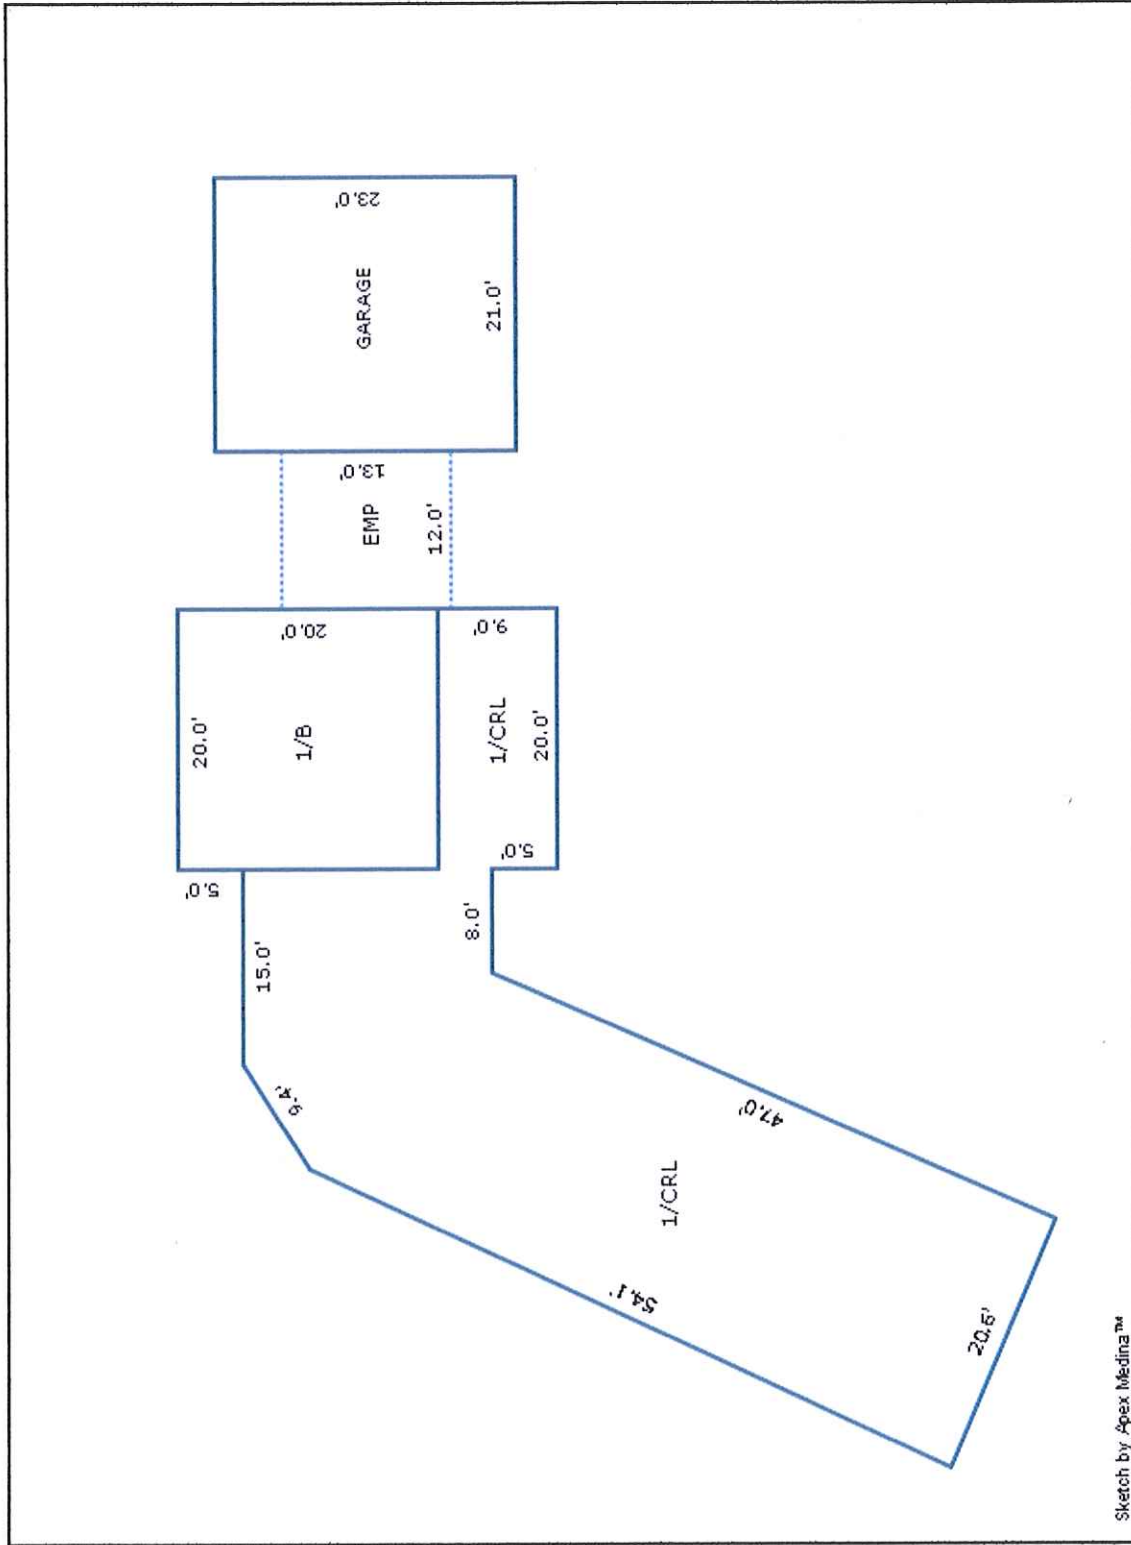 23.0'
GARAGE
21.0'
13.0'
EMP
12.0'
20.0'
20.0'
1/B
9.0'
1/CRL
20.0'
5.0'
5.0'
15.0'
8.0'
9.4'
47.0'
1/CRL
54.1'
20.6'
Sketch by Apex Medina™